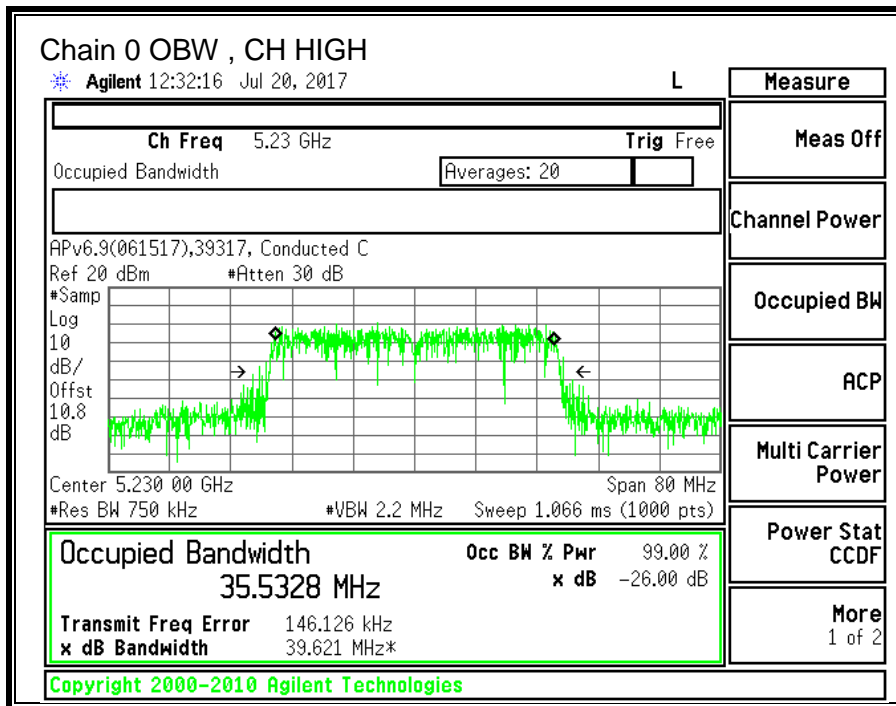 Chain 0 OBW , CH HIGH
Agilent 12:32:16 Jul 20, 2017 L
Measure
Ch Freq 5.23 GHz Trig Free
Occupied Bandwidth Averages: 20
APv6.9(061517),39317, Conducted C
Ref 20 dBm #Atten 30 dB
#Samp
Log
10
dB/
Offst
10.8
dB
Center 5.230 00 GHz Span 80 MHz
#Res BW 750 kHz #VBW 2.2 MHz Sweep 1.066 ms (1000 pts)
Occupied Bandwidth
35.5328 MHz
Occ BW % Pwr 99.00 %
x dB -26.00 dB
Transmit Freq Error 146.126 kHz
x dB Bandwidth 39.621 MHz*
Meas Off
Channel Power
Occupied BW
ACP
Multi Carrier
Power
Power Stat
CCDF
More
1 of 2
Copyright 2000-2010 Agilent Technologies